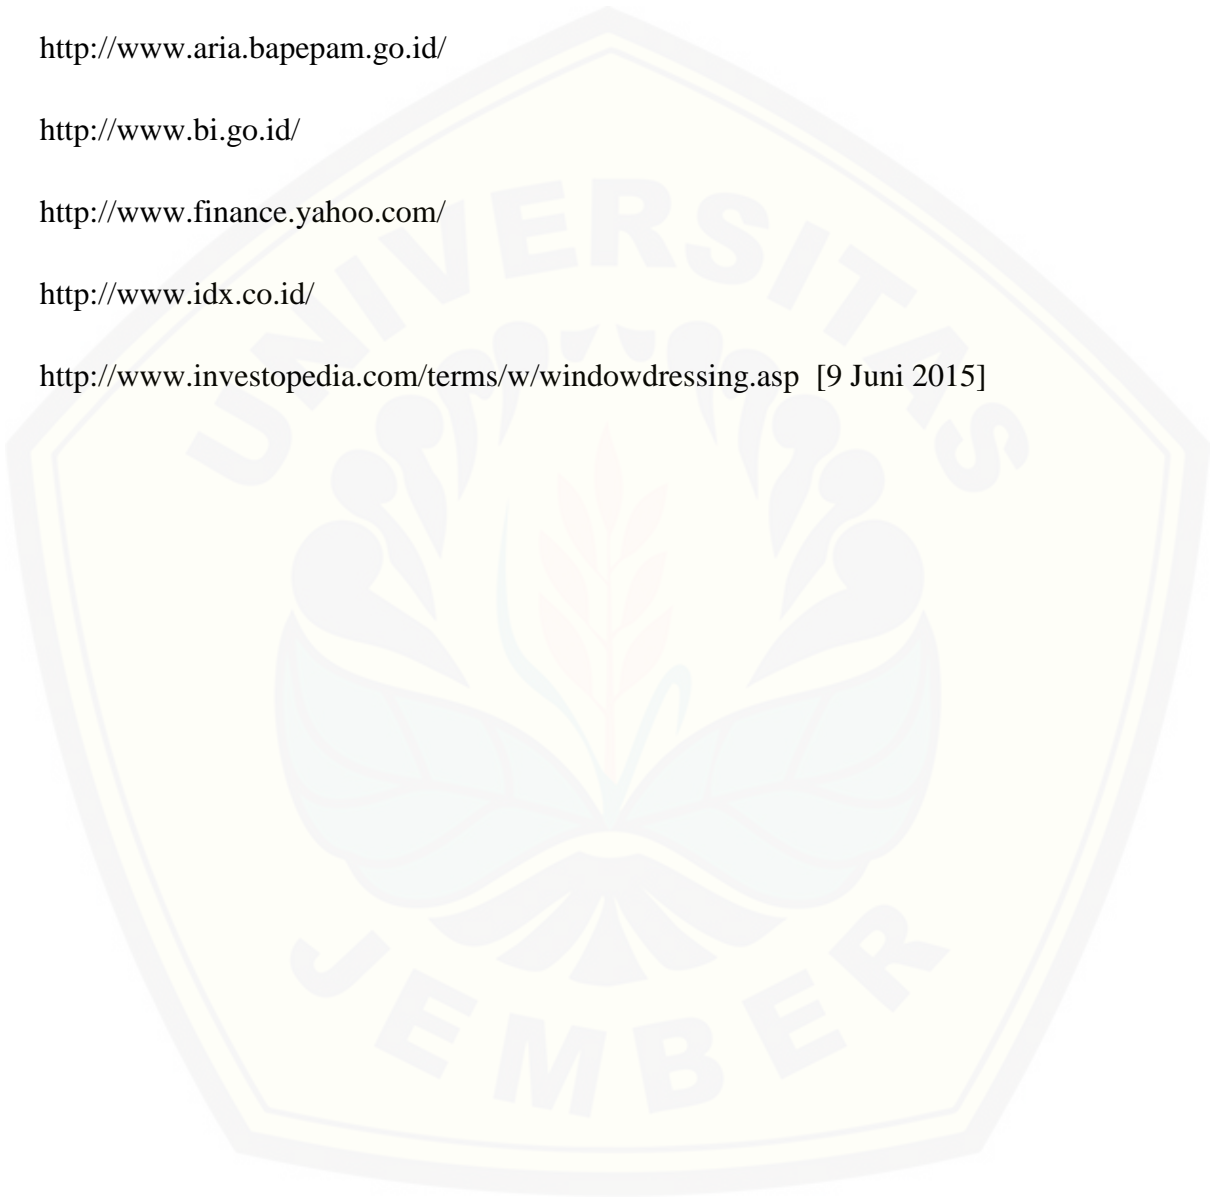 http://www.aria.bapepam.go.id/
http://www.bi.go.id/
http://www.finance.yahoo.com/
http://www.idx.co.id/
http://www.investopedia.com/terms/w/windowdressing.asp [9 Juni 2015]
UNIVERSITAS
JEMBER